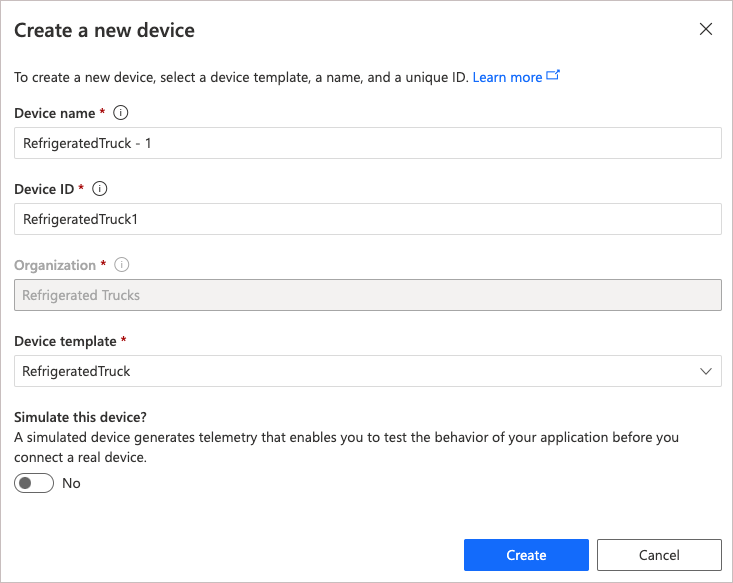 Create a new device
To create a new device, select a device template, a name, and a unique ID. Learn more
Device name *
RefrigeratedTruck - 1
Device ID *
RefrigeratedTruck1
Organization *
Refrigerated Trucks
Device template *
RefrigeratedTruck
Simulate this device?
A simulated device generates telemetry that enables you to test the behavior of your application before you
connect a real device.
No
Create Cancel